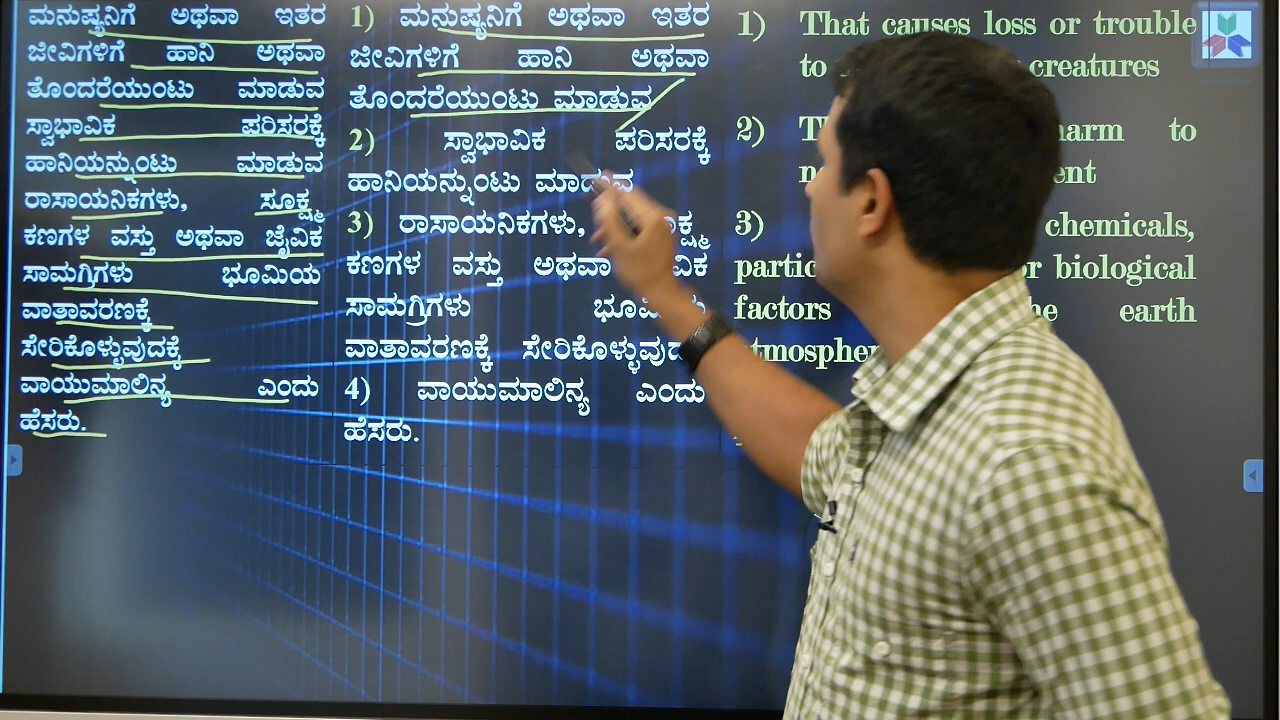 ಮನುಷ್ಯನಿಗೆ ಅಥವಾ ಇತರ
ಜೀವಿಗಳಿಗೆ ಹಾನಿ ಅಥವಾ
ತೊಂದರೆಯುಂಟು ಮಾಡುವ
ಸ್ವಾಭಾವಿಕ ಪರಿಸರಕ್ಕೆ
ಹಾನಿಯನ್ನುಂಟು ಮಾಡುವ
ರಾಸಾಯನಿಕಗಳು, ಸೂಕ್ಷ್ಮ
ಕಣಗಳ ವಸ್ತು ಅಥವಾ ಜೈವಿಕ
ಸಾಮಗ್ರಿಗಳು ಭೂಮಿಯ
ವಾತಾವರಣಕ್ಕೆ
ಸೇರಿಕೊಳ್ಳುವುದಕ್ಕೆ
ವಾಯುಮಾಲಿನ್ಯ ಎಂದು
ಹೆಸರು.
1) ಮನುಷ್ಯನಿಗೆ ಅಥವಾ ಇತರ
ಜೀವಿಗಳಿಗೆ ಹಾನಿ ಅಥವಾ
ತೊಂದರೆಯುಂಟು ಮಾಡುವ
2) ಸ್ವಾಭಾವಿಕ ಪರಿಸರಕ್ಕೆ
ಹಾನಿಯನ್ನುಂಟು ಮಾಡುವ
3) ರಾಸಾಯನಿಕಗಳು,
ಕಣಗಳ ವಸ್ತು ಅಥವಾ
ಸಾಮಗ್ರಿಗಳು
ವಾತಾವರಣಕ್ಕೆ
4) ವಾಯುಮಾಲಿನ್ಯ ಎಂದು
ಹೆಸರು.
1) That causes loss or trouble
to creatures
2) harm to
3) chemicals,
or biological
factors the earth